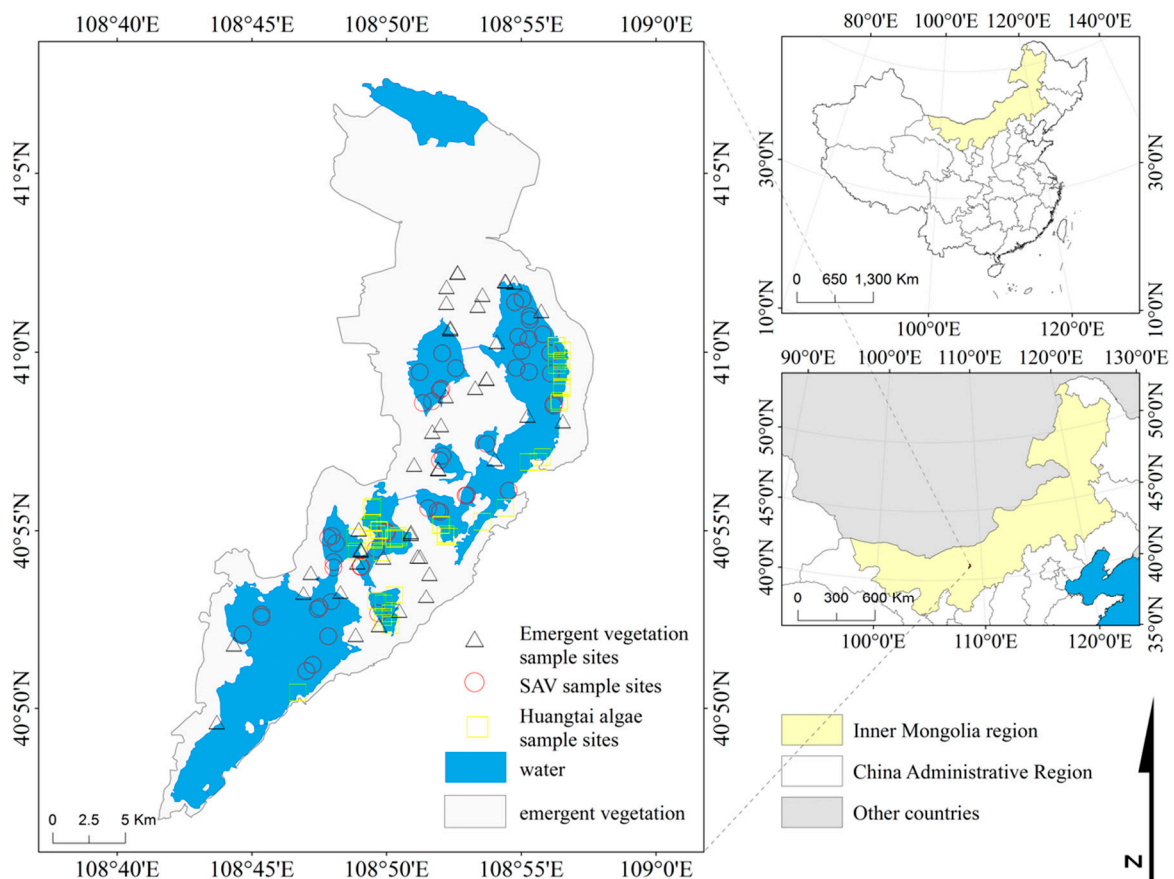 108°40'E 108°45'E 108°50'E 108°55'E 109°0'E
41°5'N
41°0'N
40°55'N
40°50'N
41°5'N
41°0'N
40°55'N
40°50'N
Emergent vegetation
sample sites
SAV sample sites
Huangtai algae
sample sites
water
emergent vegetation
0 2.5 5 Km
108°40'E 108°45'E 108°50'E 108°55'E 109°0'E
80°0'E 100°0'E 120°0'E 140°0'E
30°0'N
10°0'N
30°0'N
10°0'N
0 650 1,300 Km
100°0'E 120°0'E
90°0'E 100°0'E 110°0'E 120°0'E 130°0'E
50°0'N
45°0'N
40°0'N
50°0'N
45°0'N
40°0'N
35°0'N
0 300 600 Km
100°0'E 110°0'E 120°0'E
Inner Mongolia region
China Administrative Region
Other countries
N